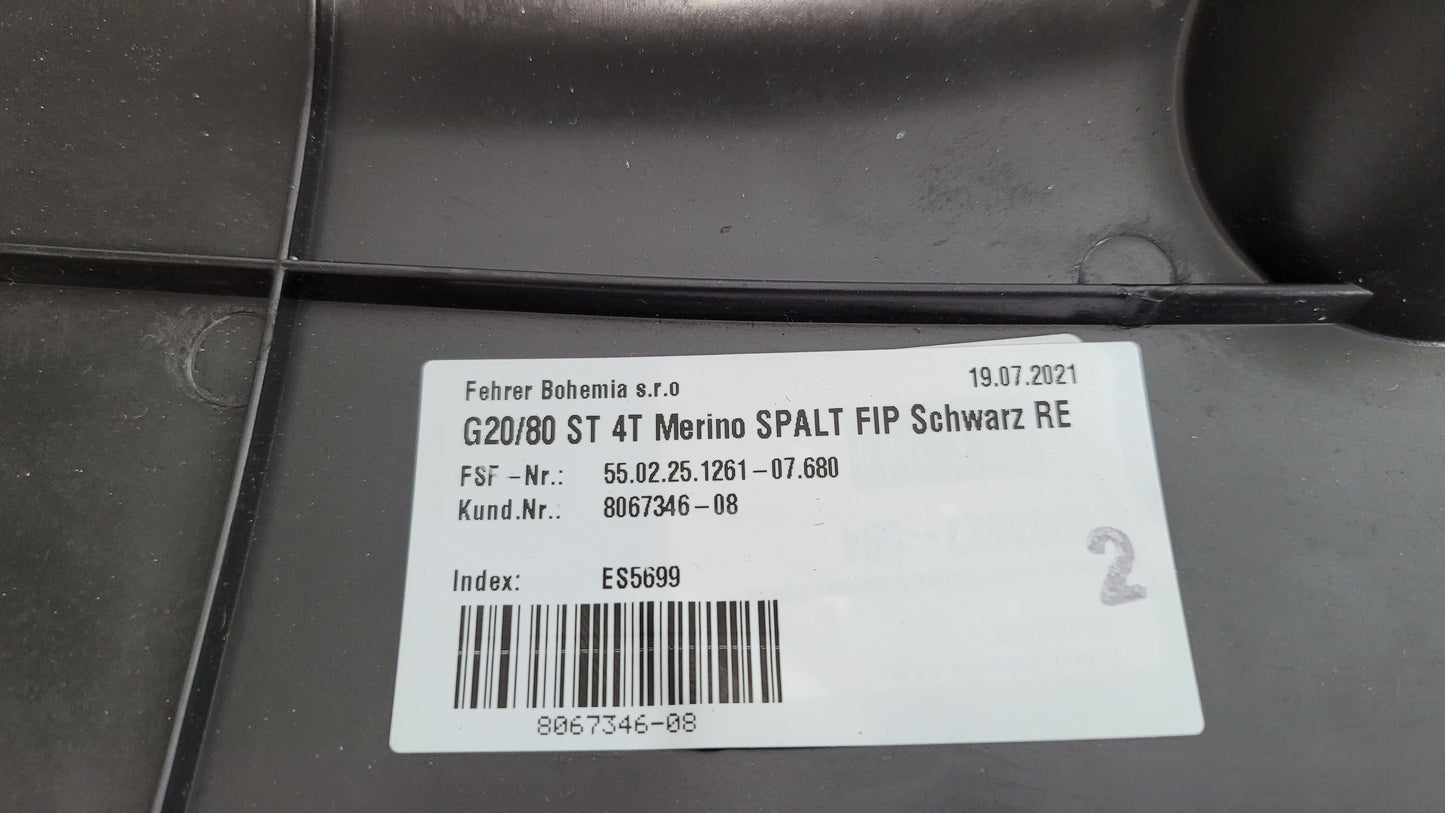 Fehrer Bohemia s.r.o 19.07.2021
G20/80 ST 4T Merino SPALT FIP Schwarz RE
FSF -Nr.: 55.02.25.1261-07.680
Kund.Nr.: 8067346-08
2
Index: ES5699
8067346-08